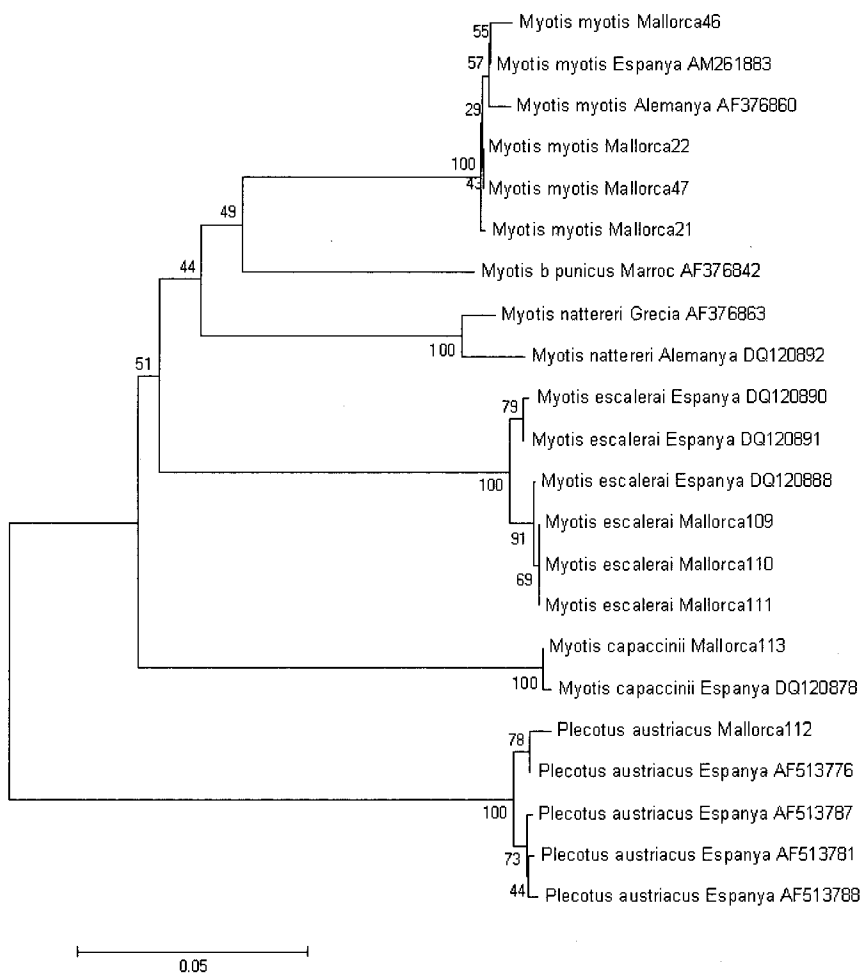 55
Myotis myotis Mallorca46
57
Myotis myotis Espanya AM261883
29
Myotis myotis Alemanya AF376860
Myotis myotis Mallorca22
100
43
Myotis myotis Mallorca47
49
Myotis myotis Mallorca21
44
Myotis b punicus Marroc AF376842
Myotis nattereri Grecia AF376863
100
Myotis nattereri Alemanya DQ120892
51
79
Myotis escalerai Espanya DQ120890
Myotis escalerai Espanya DQ120891
100
Myotis escalerai Espanya DQ120888
Myotis escalerai Mallorca109
91
Myotis escalerai Mallorca110
69
Myotis escalerai Mallorca111
Myotis capaccinii Mallorca113
100
Myotis capaccinii Espanya DQ120878
78
Plecotus austriacus Mallorca112
Plecotus austriacus Espanya AF513776
100
Plecotus austriacus Espanya AF513787
73
Plecotus austriacus Espanya AF513781
44
Plecotus austriacus Espanya AF513788
0.05